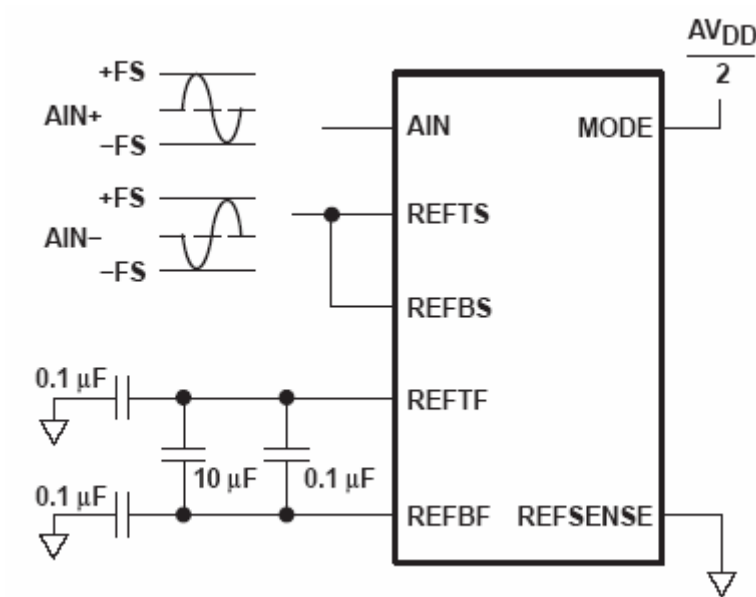 +FS
AIN+
−FS
+FS
AIN−
−FS
AV_DD
2
AIN
MODE
REFTS
REFBS
0.1 μF
REFTF
10 μF
0.1 μF
0.1 μF
REFBF
REFSENSE